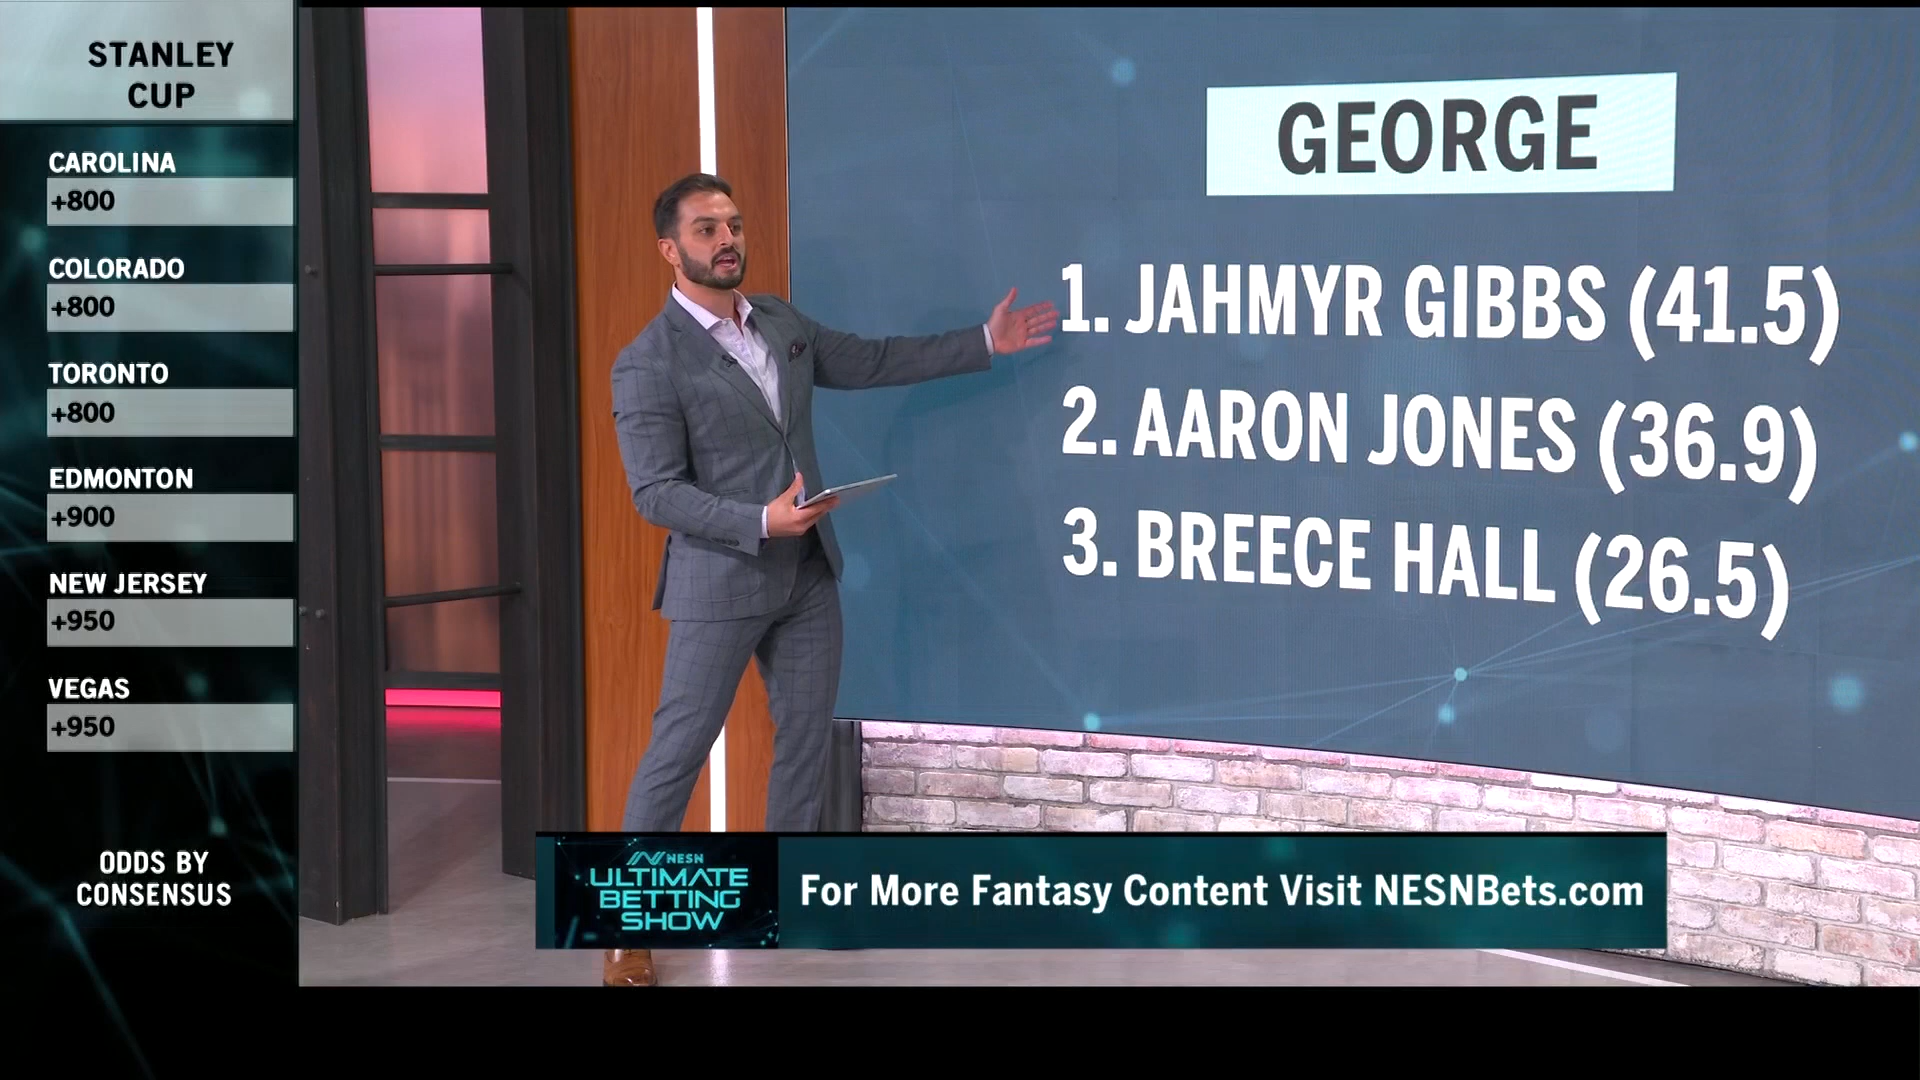 STANLEY
CUP
CAROLINA
+800
COLORADO
+800
TORONTO
+800
EDMONTON
+900
NEW JERSEY
+950
VEGAS
+950
ODDS BY
CONSENSUS
GEORGE
1. JAHMYR GIBBS (41.5)
2. AARON JONES (36.9)
3. BREECE HALL (26.5)
NESN
ULTIMATE
BETTING
SHOW
For More Fantasy Content Visit NESNBets.com